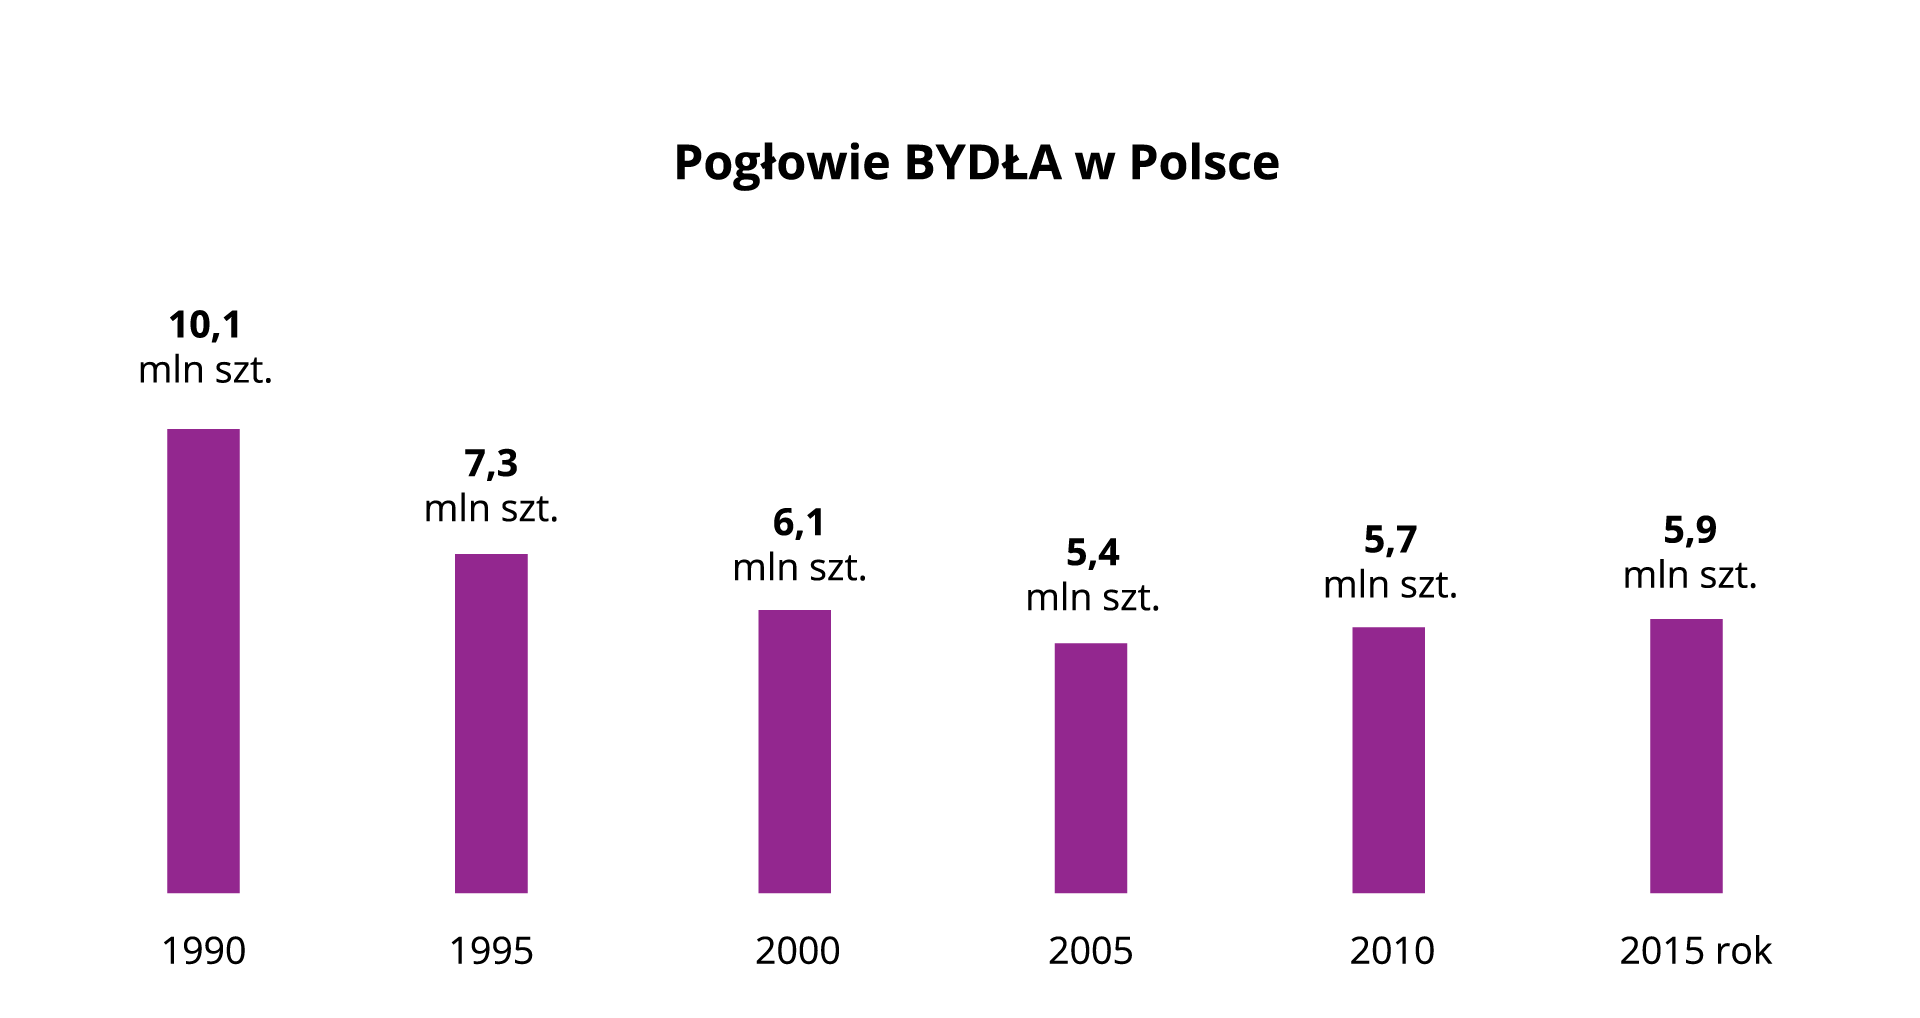 Pogłowie BYDŁA w Polsce
10,1
mln szt.
7,3
mln szt.
6,1
mln szt.
5,4
mln szt.
5,7
mln szt.
5,9
mln szt.
1990
1995
2000
2005
2010
2015 rok